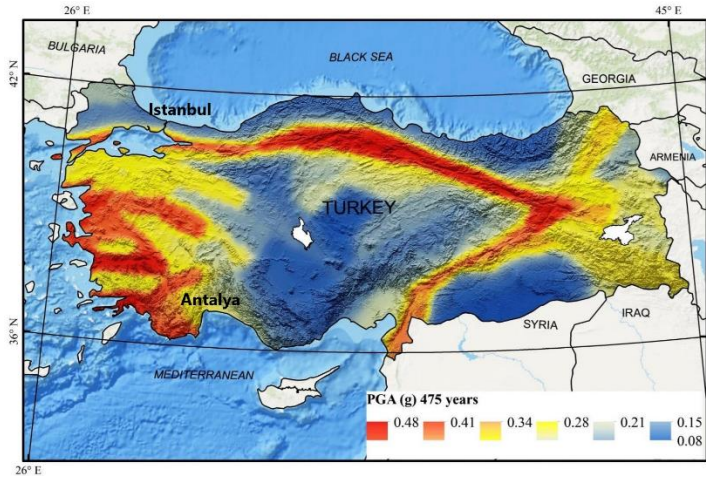 26° E
45° E
BULGARIA
42° N
BLACK SEA
GEORGIA
Istanbul
ARMENIA
TURKEY
Antalya
36° N
SYRIA
IRAQ
MEDITERRANEAN
PGA (g) 475 years
0.48 0.41 0.34 0.28 0.21 0.15
0.08
26° E